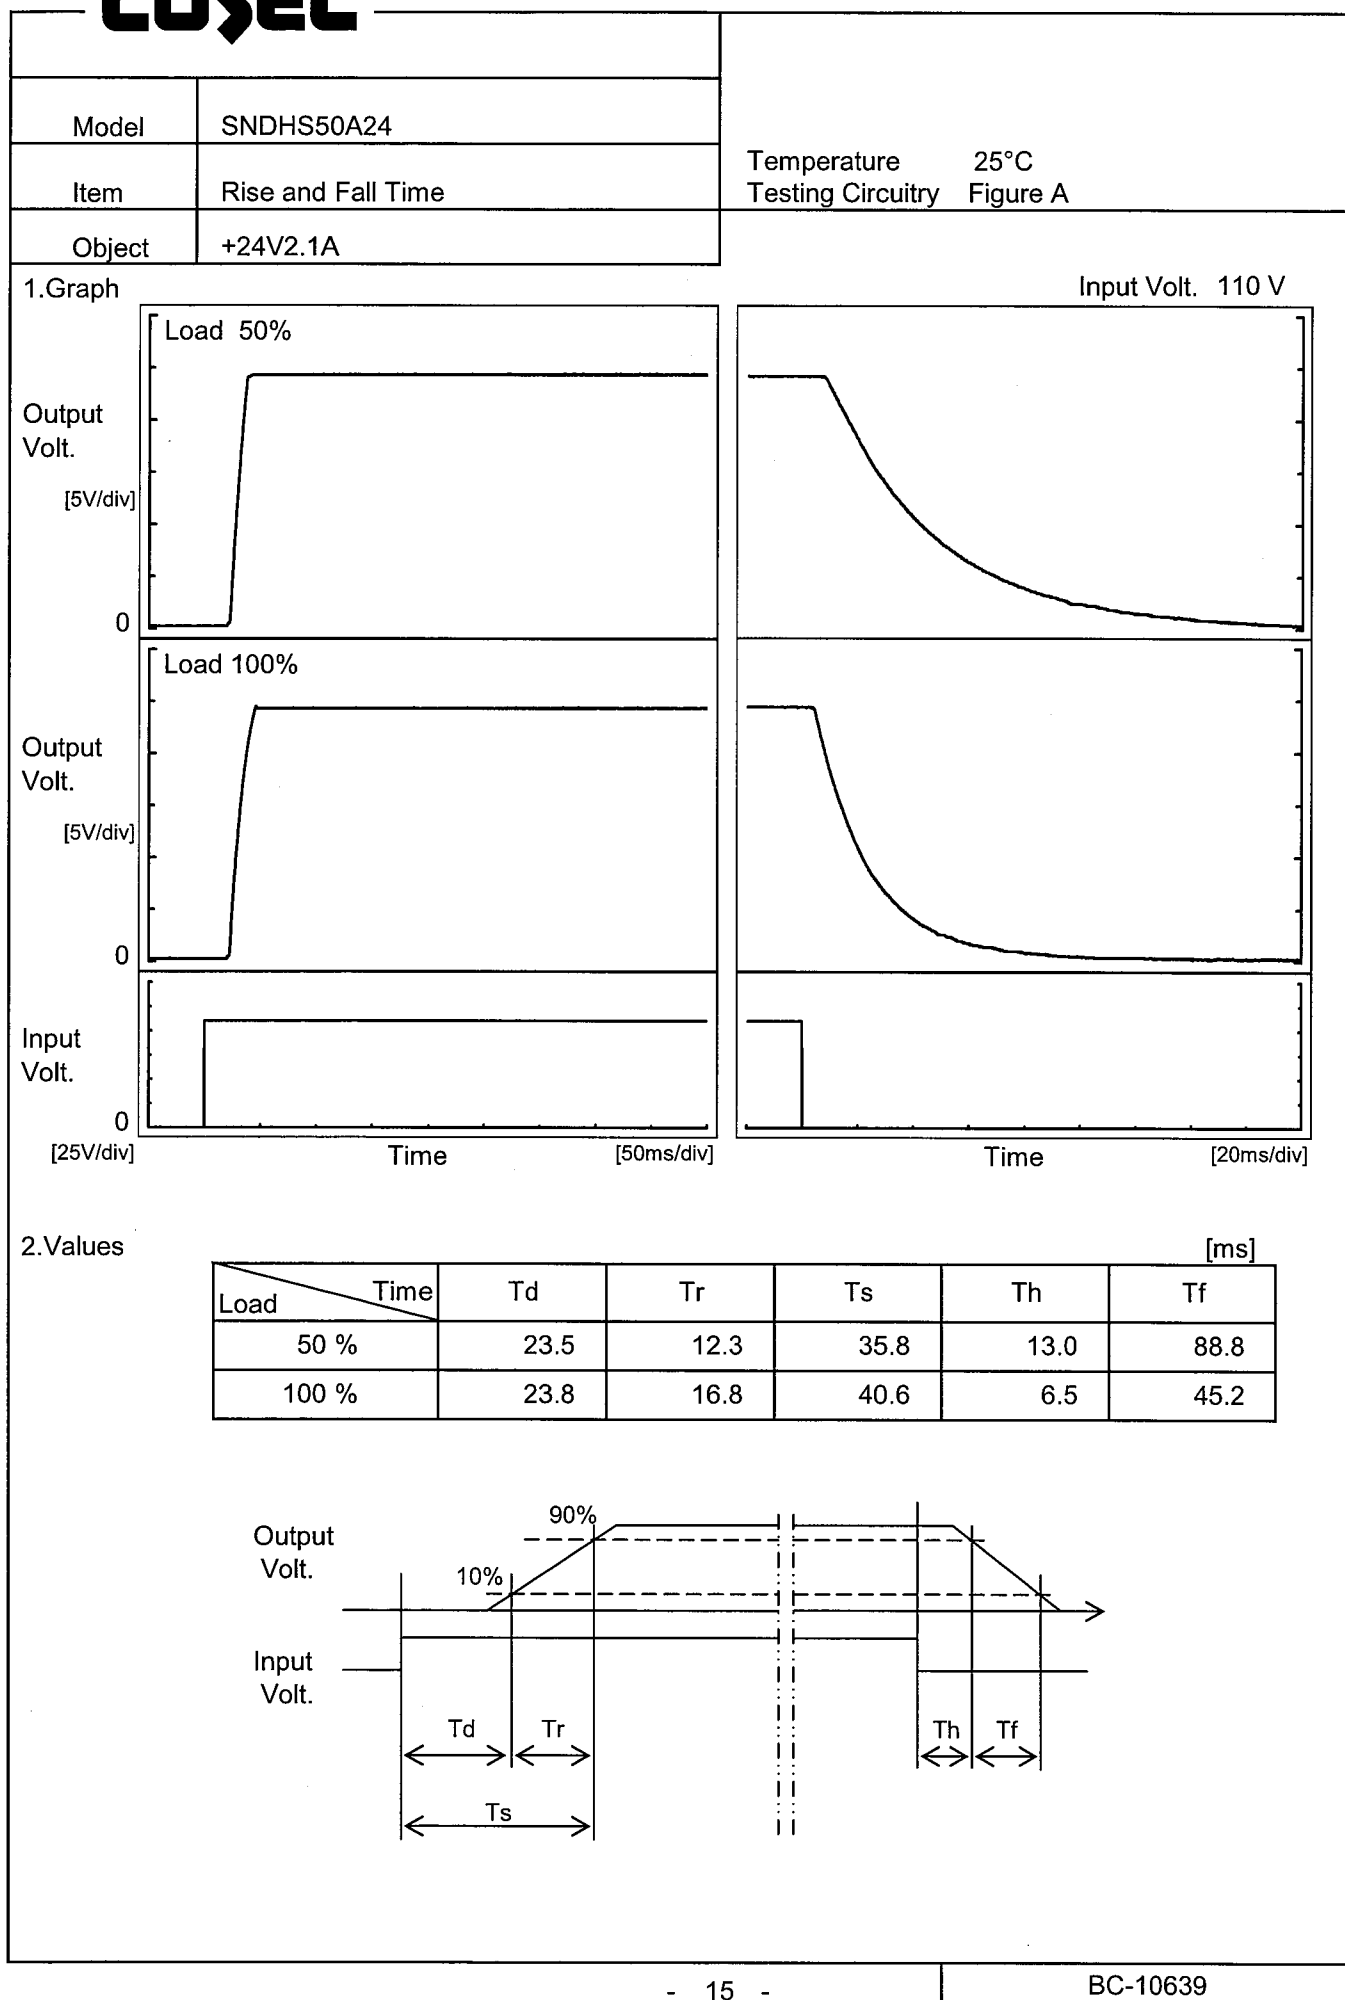 COSEL
Model SNDHS50A24
Temperature 25°C
Item Rise and Fall Time
Testing Circuitry Figure A
Object +24V2.1A
1.Graph
Input Volt. 110 V
Load 50%
Output
Volt.
[5V/div]
0
Load 100%
Output
Volt.
[5V/div]
0
Input
Volt.
0
[25V/div] Time [50ms/div] Time [20ms/div]
2.Values
[ms]
Time Td Tr Ts Th Tf
Load
50 % 23.5 12.3 35.8 13.0 88.8
100 % 23.8 16.8 40.6 6.5 45.2
90%
Output
Volt.
10%
Input
Volt.
Td Tr Th Tf
Ts
- 15 - BC-10639